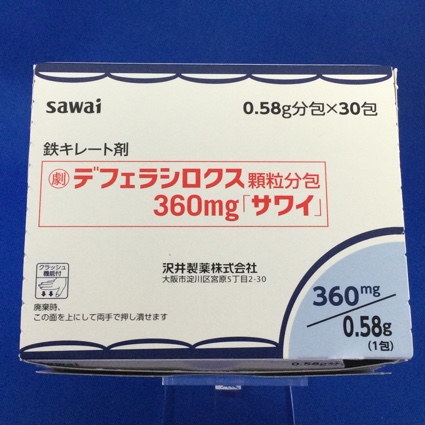 sawai
0.58g分包×30包
鉄キレート剤
劇 デフェラシロクス 顆粒分包
360mg「サワイ」
沢井製薬株式会社
大阪市淀川区宮原5丁目2-30
クラッシュ
機能付
廃棄時、
この面を上にして両手で押し潰せます
360mg
0.58g
(1包)